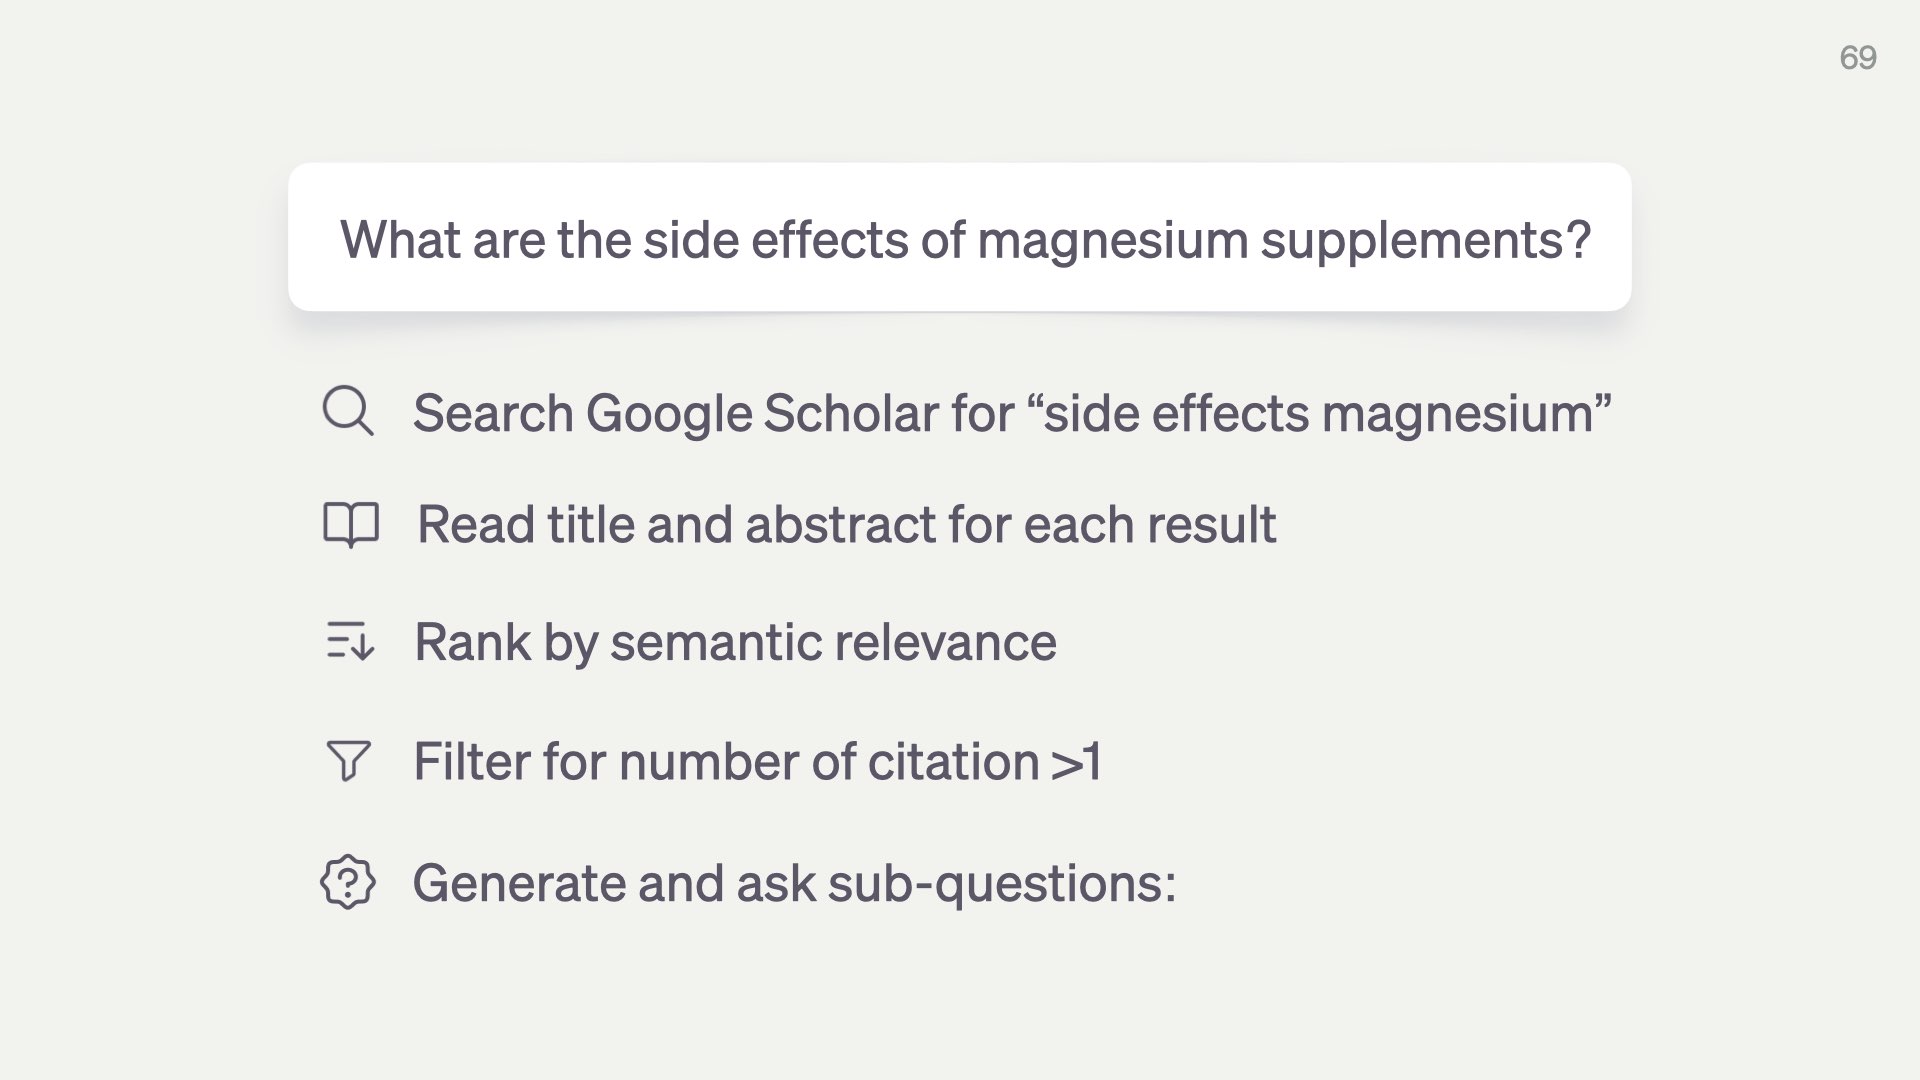 69
What are the side effects of magnesium supplements?
Search Google Scholar for “side effects magnesium”
Read title and abstract for each result
Rank by semantic relevance
Filter for number of citation >1
Generate and ask sub-questions: